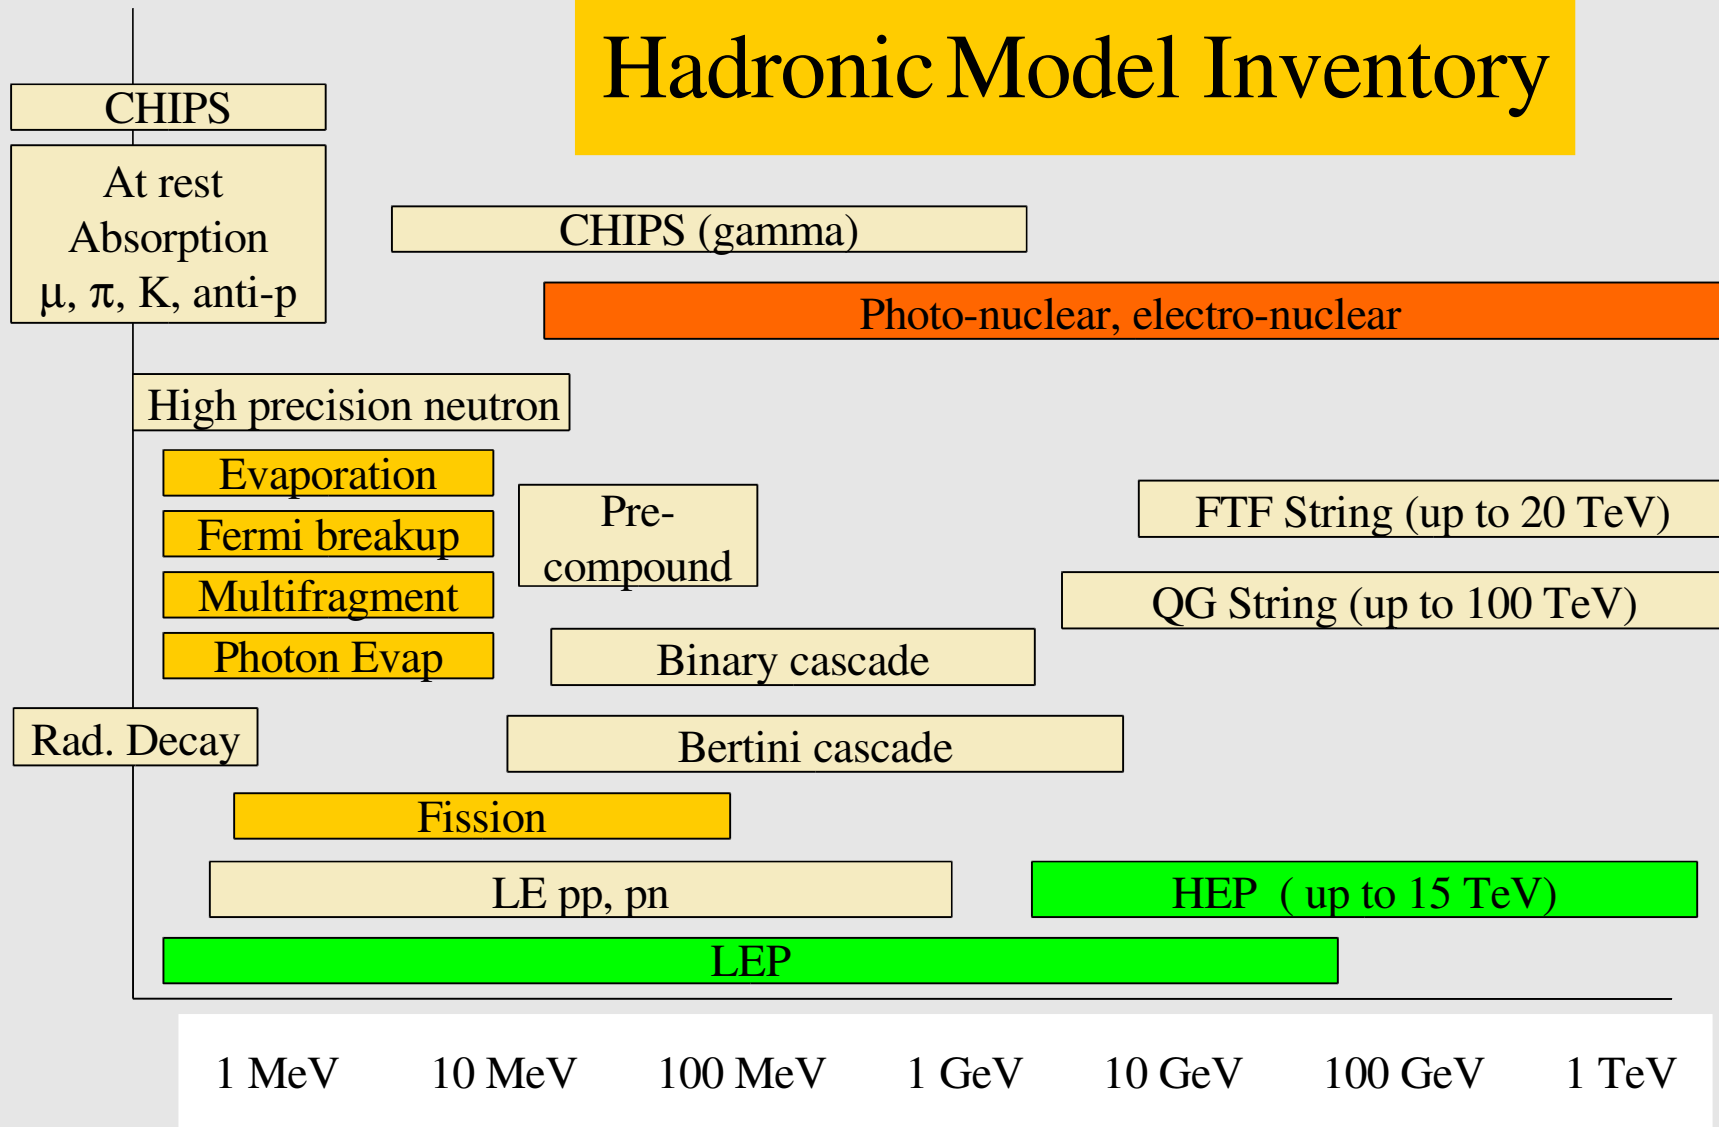 Hadronic Model Inventory
CHIPS
At rest
Absorption
μ, π, K, anti-p
CHIPS (gamma)
Photo-nuclear, electro-nuclear
High precision neutron
Evaporation
Fermi breakup
Multifragment
Photon Evap
Pre-
compound
FTF String (up to 20 TeV)
QG String (up to 100 TeV)
Binary cascade
Rad. Decay
Bertini cascade
Fission
LE pp, pn
HEP ( up to 15 TeV)
LEP
1 MeV 10 MeV 100 MeV 1 GeV 10 GeV 100 GeV 1 TeV